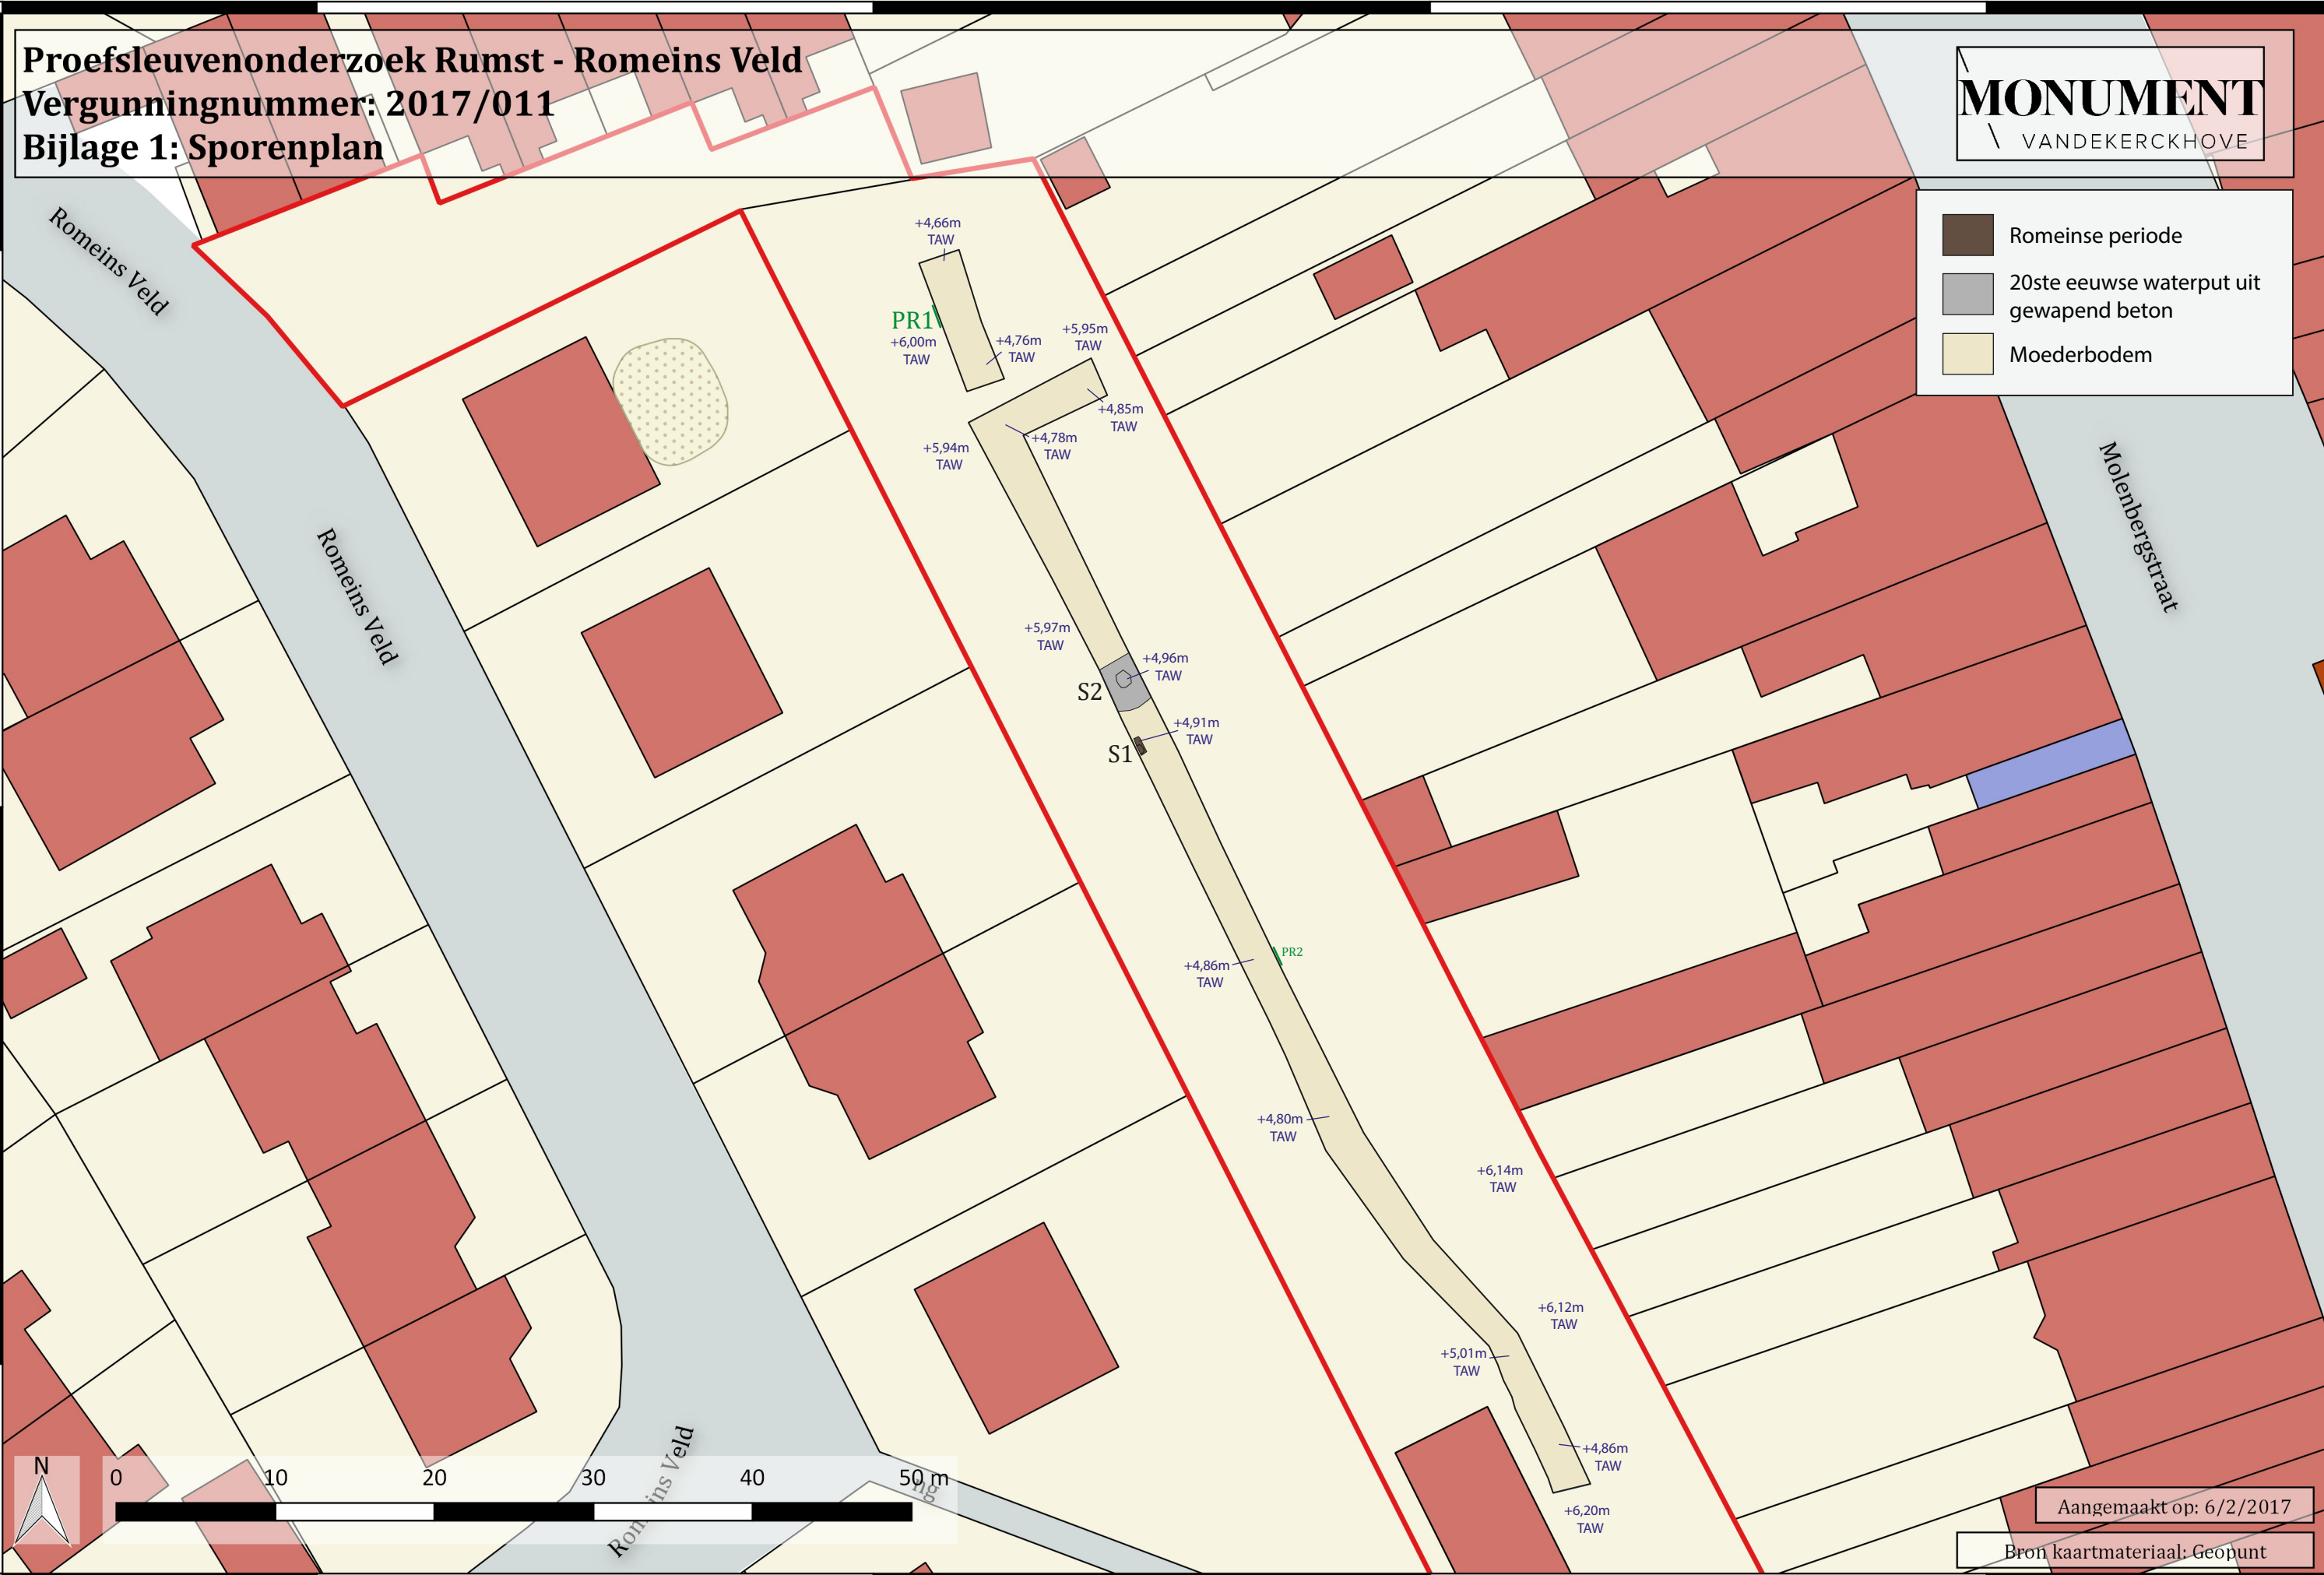 Proefsleuvenonderzoek Rumst - Romeins Veld
Vergunningnummer: 2017/011
Bijlage 1: Sporenplan
MONUMENT
VANDEKERCKHOVE
Romeinse periode
20ste eeuwse waterput uit
gewapend beton
Moederbodem
Romeins Veld
Romeins Veld
Romeins Veld
Molenbergstraat
+4,66m
TAW
PR1
+6,00m
TAW
+4,76m
TAW
+5,95m
TAW
+4,85m
TAW
+4,78m
TAW
+5,94m
TAW
+5,97m
TAW
+4,96m
TAW
S2
+4,91m
TAW
S1
PR2
+4,86m
TAW
+4,80m
TAW
+6,14m
TAW
+6,12m
TAW
+5,01m
TAW
+4,86m
TAW
+6,20m
TAW
N
0 10 20 30 40 50 m
Aangemaakt op: 6/2/2017
Bron kaartmateriaal: Geopunt